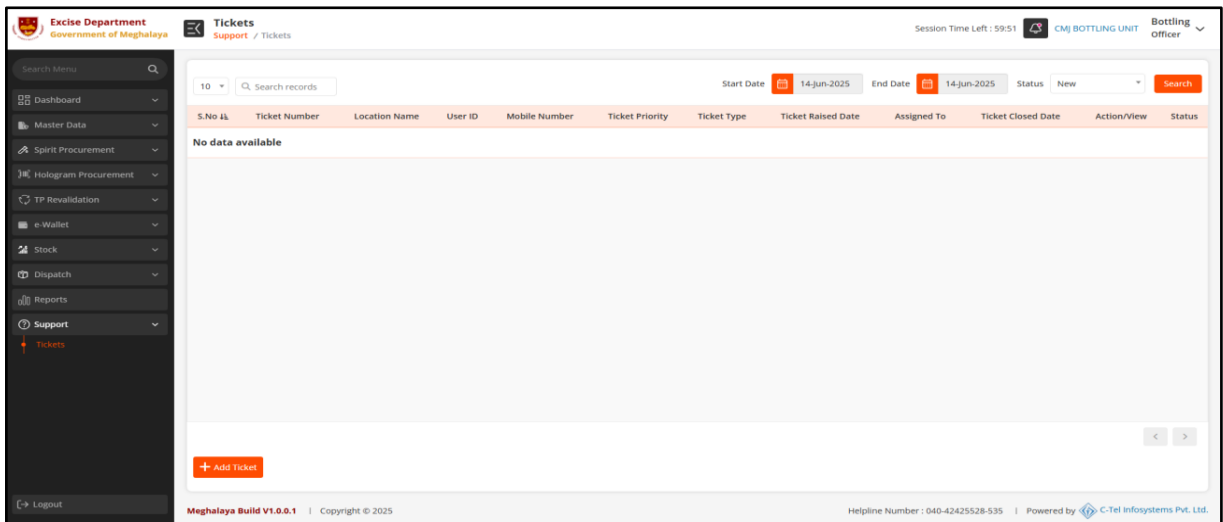 Excise Department
Government of Meghalaya
Tickets
Support / Tickets
Session Time Left : 59:51
CMJ BOTTLING UNIT
Bottling
Officer
Search Menu
Dashboard
Master Data
Spirit Procurement
Hologram Procurement
TP Revalidation
e-Wallet
Stock
Dispatch
Reports
Support
Tickets
Logout
10 Search records Start Date 14-Jun-2025 End Date 14-Jun-2025 Status New Search
S.No Ticket Number Location Name User ID Mobile Number Ticket Priority Ticket Type Ticket Raised Date Assigned To Ticket Closed Date Action/View Status
No data available
< >
+ Add Ticket
Meghalaya Build V1.0.0.1 | Copyright © 2025 Helpline Number : 040-42425528-535 | Powered by C-Tel Infosystems Pvt. Ltd.